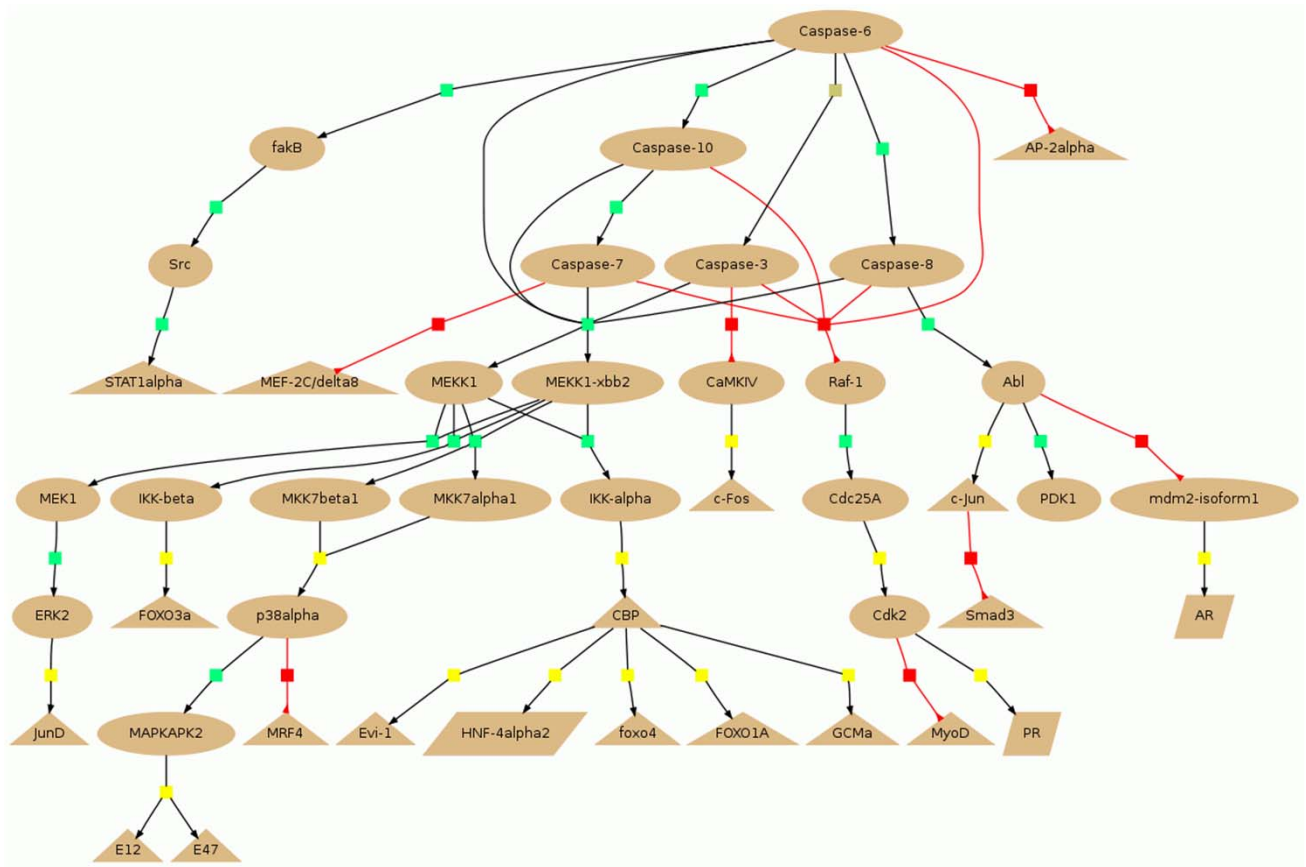 Caspase-6
fakB
Caspase-10
AP-2alpha
Src
Caspase-7
Caspase-3
Caspase-8
STAT1alpha
MEF-2C/delta8
MEKK1
MEKK1-xbb2
CaMKIV
Raf-1
Abl
MEK1
IKK-beta
MKK7beta1
MKK7alpha1
IKK-alpha
c-Fos
Cdc25A
c-Jun
PDK1
mdm2-isoform1
ERK2
FOXO3a
p38alpha
CBP
Cdk2
Smad3
AR
JunD
MAPKAPK2
MRF4
Evi-1
HNF-4alpha2
foxo4
FOXO1A
GCMa
MyoD
PR
E12
E47